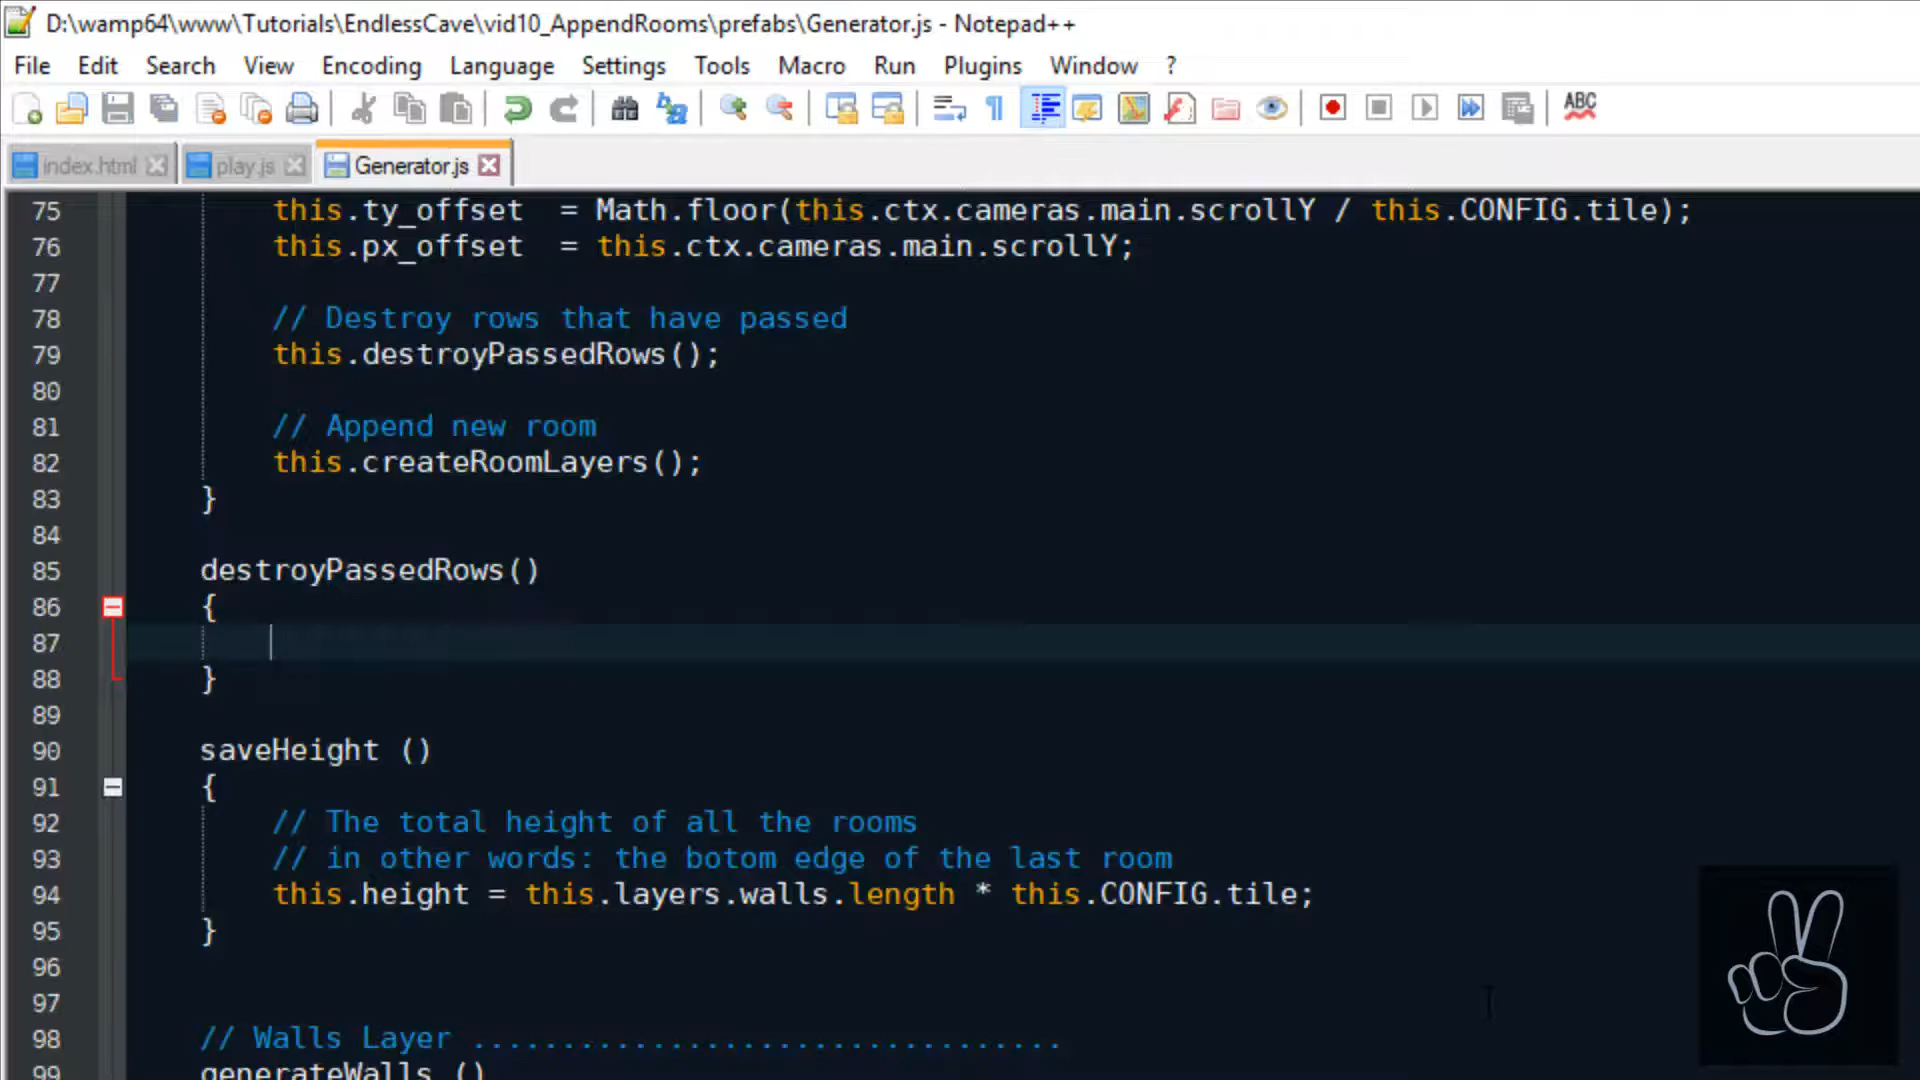 D:\wamp64\www\Tutorials\EndlessCave\vid10_AppendRooms\prefabs\Generator.js - Notepad++
File Edit Search View Encoding Language Settings Tools Macro Run Plugins Window ?
ABC
index.html play.js Generator.js
75 this.ty_offset = Math.floor(this.ctx.cameras.main.scrollY / this.CONFIG.tile);
76 this.px_offset = this.ctx.cameras.main.scrollY;
77
78 // Destroy rows that have passed
79 this.destroyPassedRows();
80
81 // Append new room
82 this.createRoomLayers();
83 }
84
85 destroyPassedRows()
86 {
87
88 }
89
90 saveHeight ()
91 {
92 // The total height of all the rooms
93 // in other words: the botom edge of the last room
94 this.height = this.layers.walls.length * this.CONFIG.tile;
95 }
96
97
98 // Walls Layer .................................
99 generateWalls ()